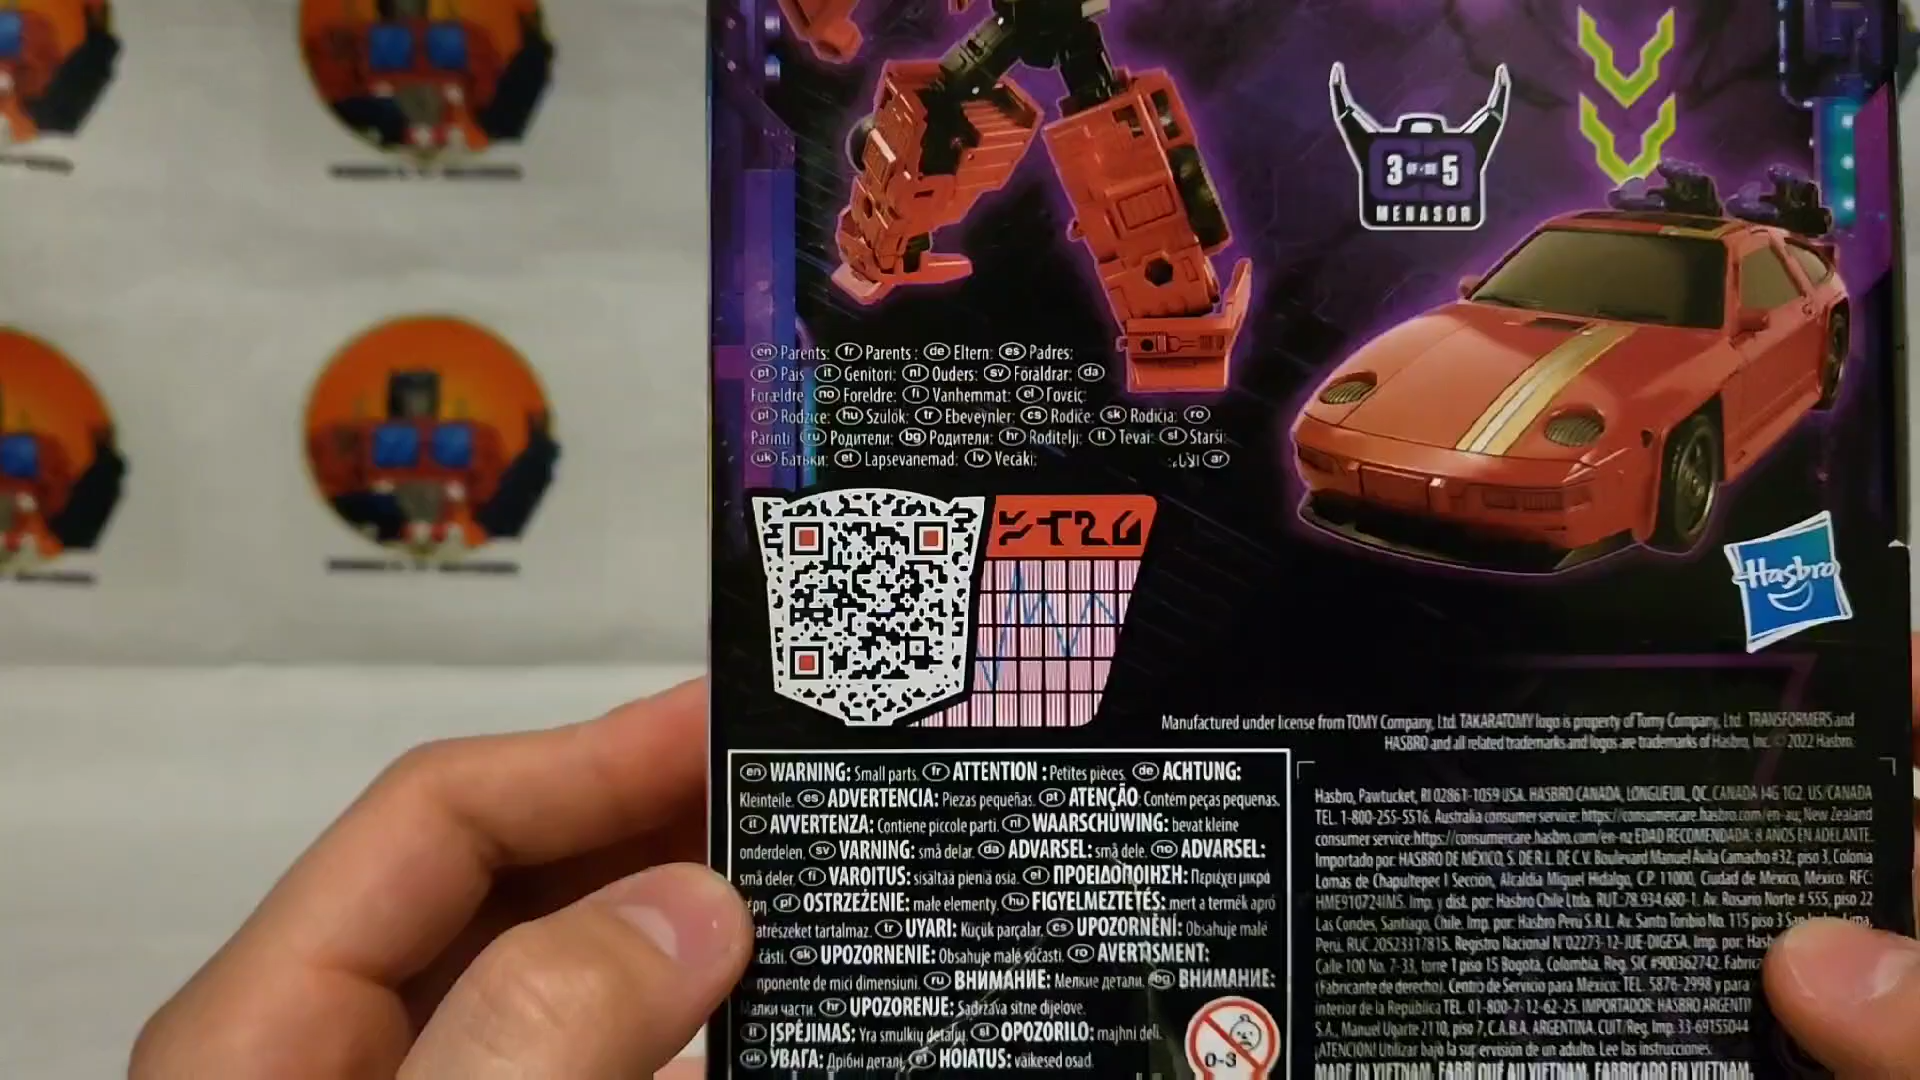 3 OF•DE 5
MENASOR
en Parents: fr Parents : de Eltern: es Padres:
pt Pais it Genitori: nl Ouders: sv Föräldrar: da
Forældre no Foreldre: fi Vanhemmat: el Γονείς:
pl Rodzice: hu Szülők: tr Ebeveynler: cs Rodiče: sk Rodičia: ro
Părinți ru Родители: bg Родители: hr Roditelji: lt Tėvai: sl Starši:
uk Батьки: et Lapsevanemad: lv Vecāki: ar
Hasbro
Manufactured under license from TOMY Company, Ltd. TAKARATOMY logo is property of Tomy Company, Ltd. TRANSFORMERS and
HASBRO and all related trademarks and logos are trademarks of Hasbro, Inc. © 2022 Hasbro.
en WARNING: Small parts. fr ATTENTION : Petites pièces. de ACHTUNG:
Kleinteile. es ADVERTENCIA: Piezas pequeñas. pt ATENÇÃO: Contém peças pequenas.
it AVVERTENZA: Contiene piccole parti. nl WAARSCHUWING: bevat kleine
onderdelen. sv VARNING: små delar. da ADVARSEL: små dele. no ADVARSEL:
små deler. fi VAROITUS: sisältää pieniä osia. el ΠΡΟΕΙΔΟΠΟΙΗΣΗ: Περιέχει μικρά
έρη. pl OSTRZEŻENIE: małe elementy. hu FIGYELMEZTETÉS: mert a termék apró
atrészeket tartalmaz. tr UYARI: Küçük parçalar. cs UPOZORNĚNÍ: Obsahuje malé
části. sk UPOZORNENIE: Obsahuje malé súčasti. ro AVERTISMENT:
mponente de mici dimensiuni. ru ВНИМАНИЕ: Мелкие детали. bg ВНИМАНИЕ:
Малки части. hr UPOZORENJE: Sadržava sitne dijelove.
lt ĮSPĖJIMAS: Yra smulkių detalių. sl OPOZORILO: majhni deli.
uk УВАГА: Дрібні деталі. et HOIATUS: väikesed osad.
0-3
Hasbro, Pawtucket, RI 02861-1059 USA. HASBRO CANADA, LONGUEUIL, QC, CANADA J4G 1G2. US/CANADA
TEL. 1-800-255-5516. Australia consumer service: https://consumercare.hasbro.com/en-au; New Zealand
consumer service:https://consumercare.hasbro.com/en-nz EDAD RECOMENDADA: 8 AÑOS EN ADELANTE.
Importado por: HASBRO DE MÉXICO, S. DE R.L. DE C.V. Boulevard Manuel Ávila Camacho #32, piso 3, Colonia
Lomas de Chapultepec I Sección, Alcaldía Miguel Hidalgo, C.P. 11000, Ciudad de México, México. RFC:
HME910724IM5. Imp. y dist. por: Hasbro Chile Ltda. RUT: 78.934.680-1. Av. Rosario Norte # 555, piso 22
Las Condes, Santiago, Chile. Imp. por: Hasbro Perú S.R.L. Av. Santo Toribio No. 115 piso 3 San Lima,
Perú. RUC 20523317815. Registro Nacional N°02273-12-JUE-DIGESA. Imp. por: Hasb
Calle 100 No. 7-33, torre 1 piso 15 Bogotá, Colombia. Reg. SIC #900362742. Fabrica
(Fabricante de derecho). Centro de Servicio para México: TEL. 5876-2998 y para
interior de la República TEL. 01-800-7-12-62-25. IMPORTADOR: HASBRO ARGENTI
S.A., Manuel Ugarte 2110, piso 7, C.A.B.A. ARGENTINA. CUIT/Reg. Imp. 33-69155044
¡ATENCIÓN! Utilizar bajo la supervisión de un adulto. Lee las instrucciones.
MADE IN VIETNAM. FABRIQUÉ AU VIETNAM. FABRICADO EN VIETNAM.